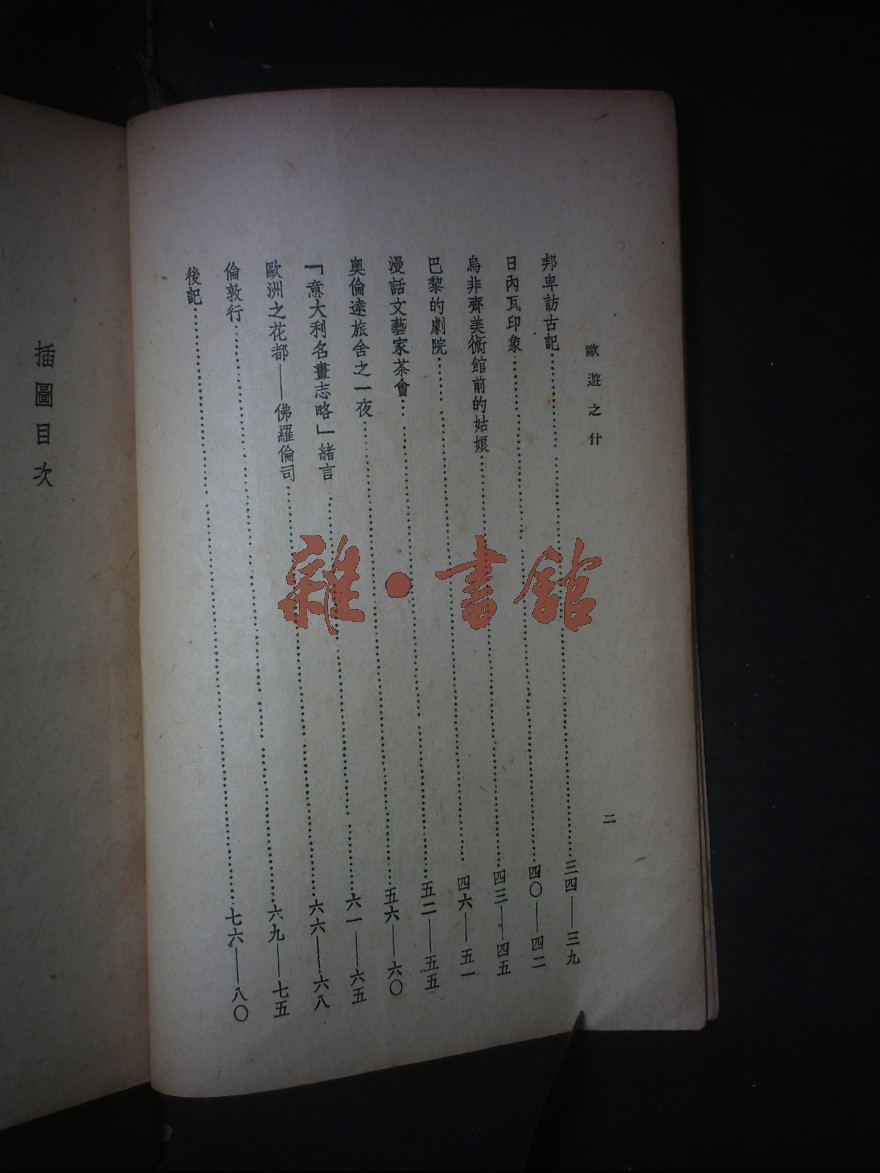 歐遊之什
二
邦卑訪古記……三四——三九
日內瓦印象……四〇——四二
烏非齊美術館前的姑娘……四三——四五
巴黎的劇院……四六——五一
漫話文藝家茶會……五二——五五
奧倫達旅舍之一夜……五六——六〇
「意大利名畫志略」緒言……六一——六五
歐洲之花都——佛羅倫司……六六——六八
倫敦行……六九——七五
後記……七六——八〇
插圖目次
雜·書館